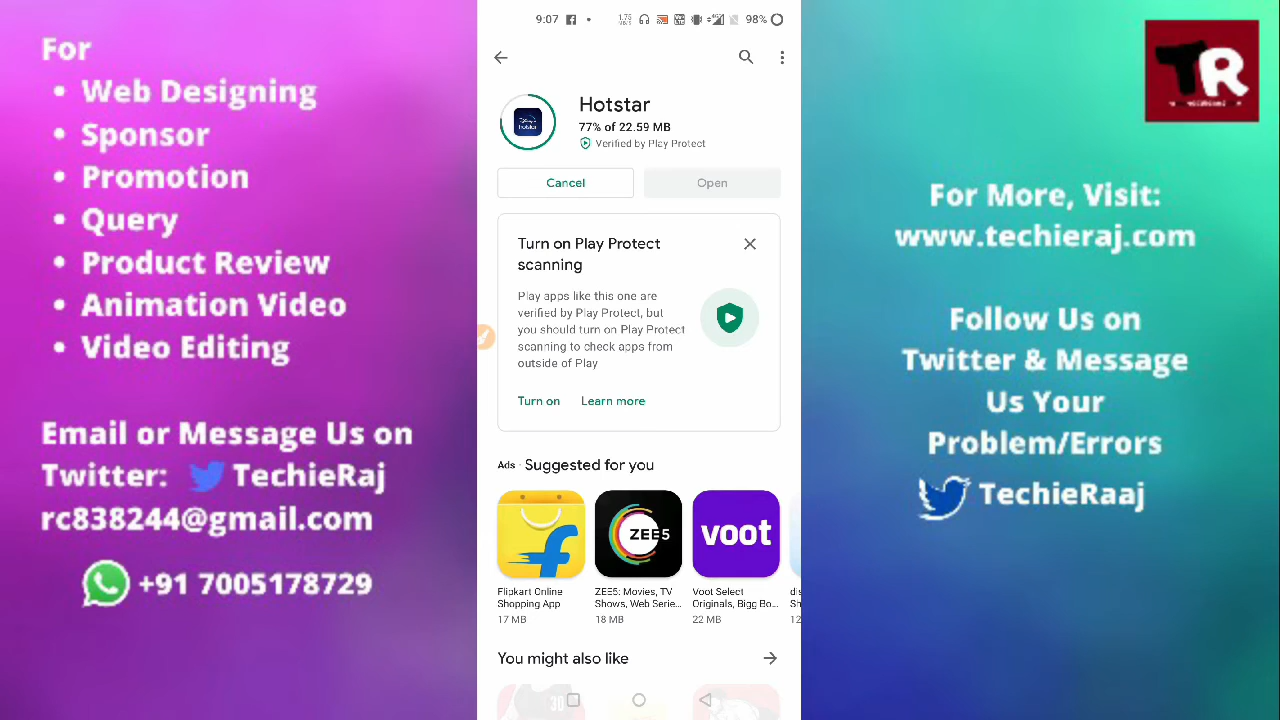 For
• Web Designing
• Sponsor
• Promotion
• Query
• Product Review
• Animation Video
• Video Editing
Email or Message Us on
Twitter: TechieRaj
rc838244@gmail.com
+91 7005178729
9:07
98%
Hotstar
77% of 22.59 MB
Verified by Play Protect
Cancel
Open
Turn on Play Protect
scanning
Play apps like this one are
verified by Play Protect, but
you should turn on Play Protect
scanning to check apps from
outside of Play
Turn on
Learn more
Ads · Suggested for you
ZEE5
voot
Flipkart Online
Shopping App
17 MB
ZEE5: Movies, TV
Shows, Web Serie...
18 MB
Voot Select
Originals, Bigg Bo...
22 MB
You might also like
TR
For More, Visit:
www.techieraj.com
Follow Us on
Twitter & Message
Us Your
Problem/Errors
TechieRaaj